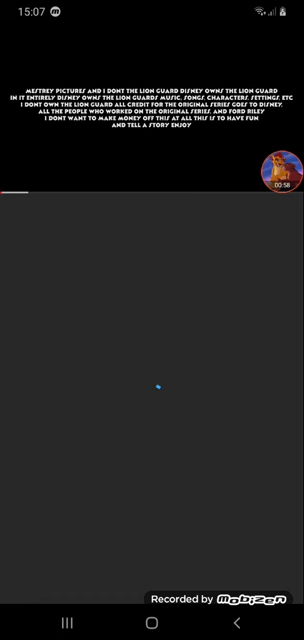 15:07
MESTREY PICTURES AND I DONT THE LION GUARD DISNEY OWNS THE LION GUARD
IN IT ENTIRELY DISNEY OWNS THE LION GUARDS MUSIC, SONGS, CHARACTERS, SETTINGS, ETC
I DONT OWN THE LION GUARD ALL CREDIT FOR THE ORIGINAL SERIES GOES TO DISNEY,
ALL THE PEOPLE WHO WORKED ON THE ORIGINAL SERIES, AND FORD RILEY
I DONT WANT TO MAKE MONEY OFF THIS AT ALL THIS IS TO HAVE FUN
AND TELL A STORY ENJOY
00:58
Recorded by MOBIZEN